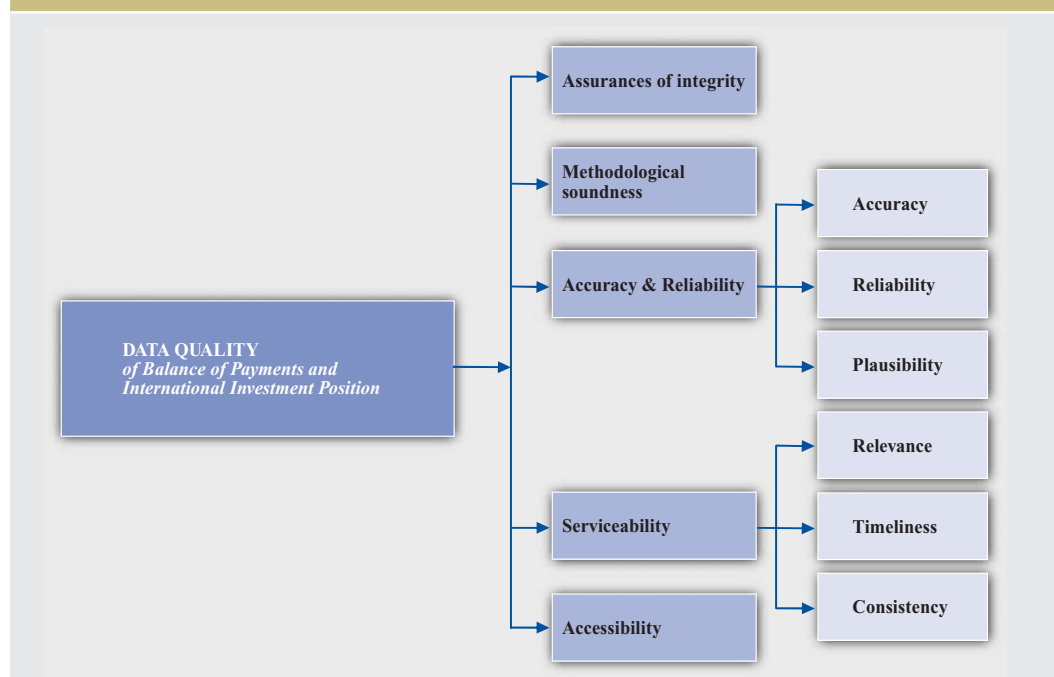 DATA QUALITY
of Balance of Payments and
International Investment Position
Assurances of integrity
Methodological
soundness
Accuracy & Reliability
Accuracy
Reliability
Plausibility
Serviceability
Relevance
Timeliness
Consistency
Accessibility